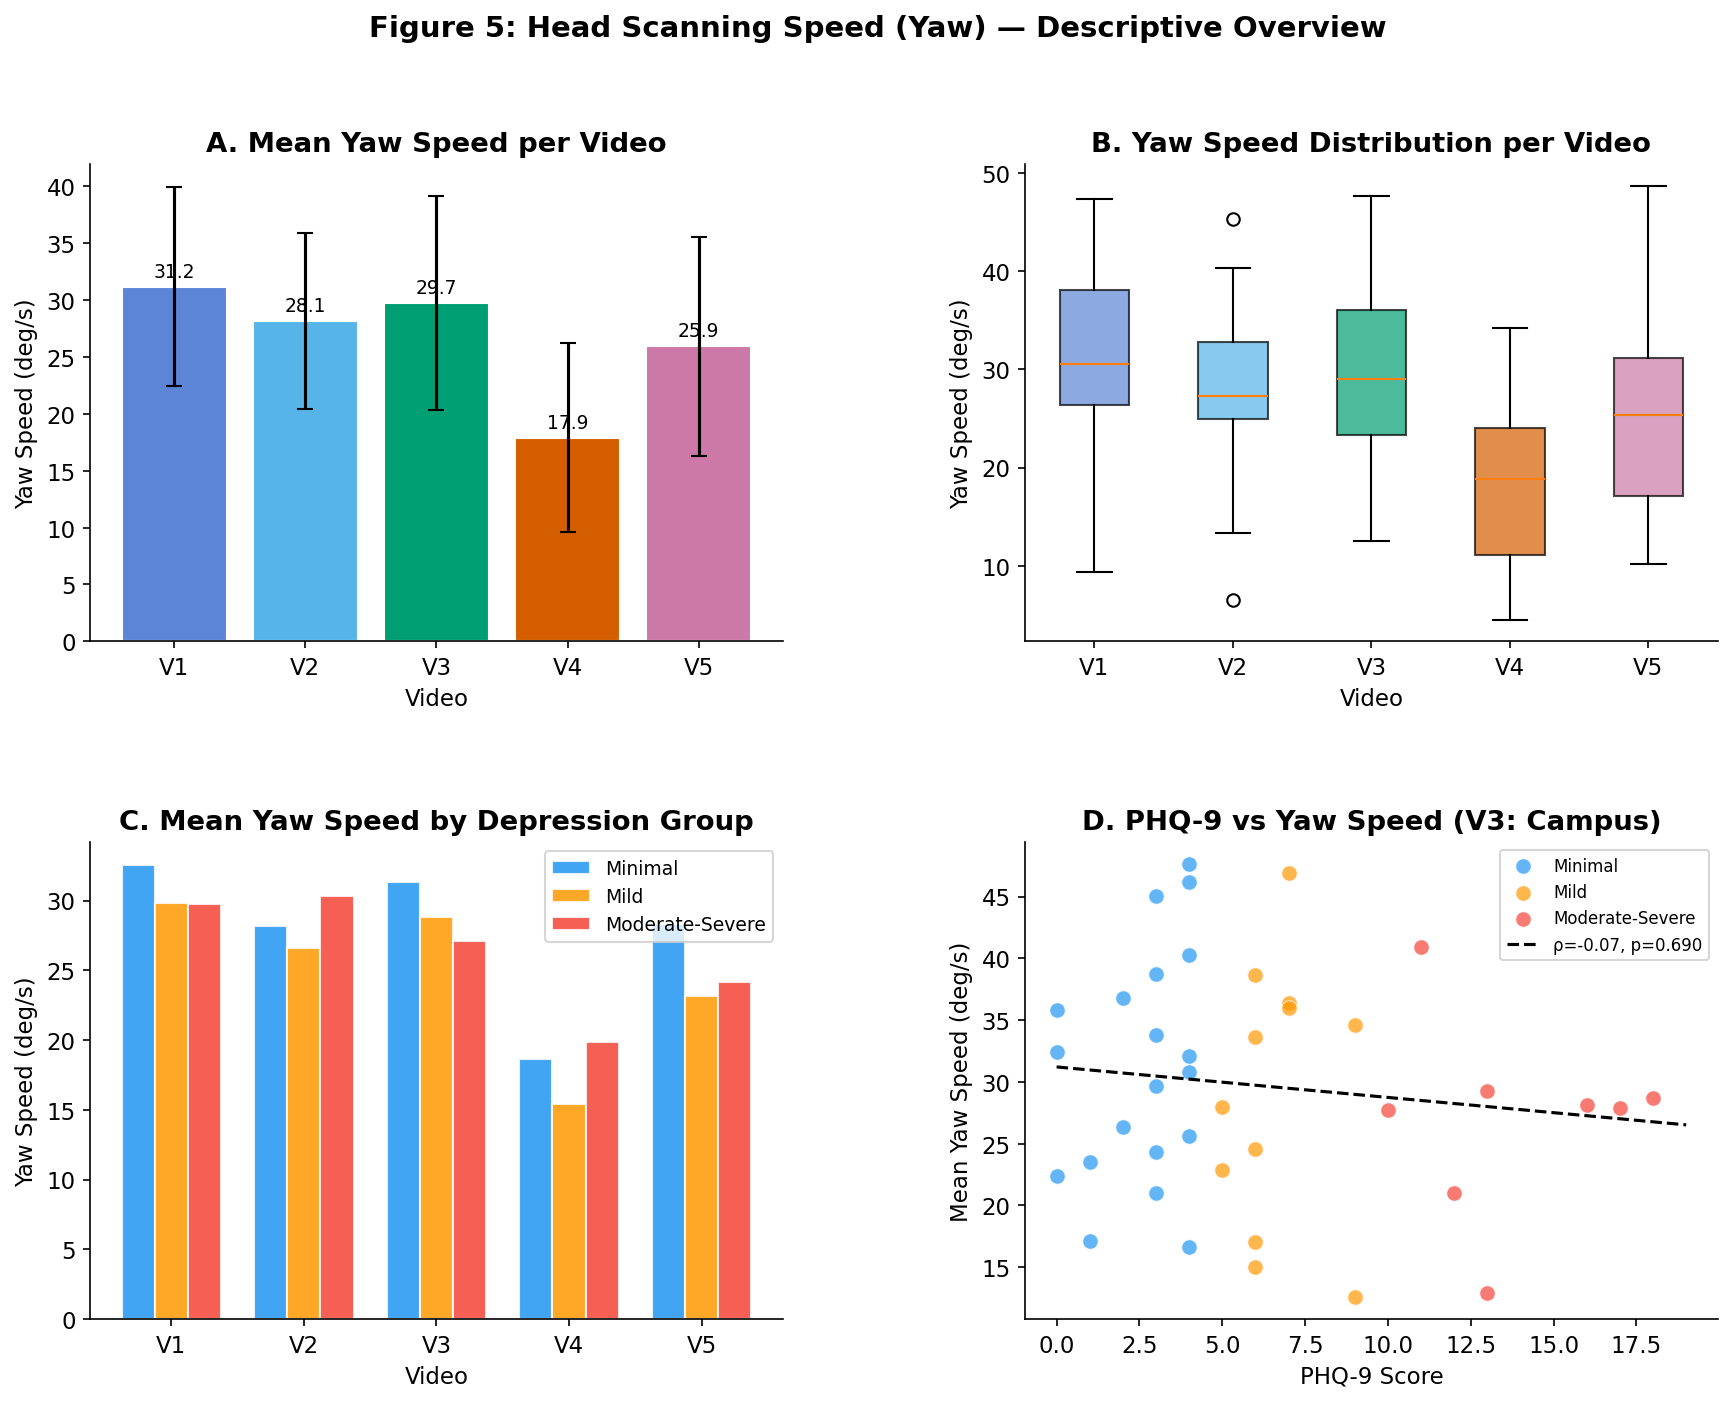 Figure 5: Head Scanning Speed (Yaw) — Descriptive Overview
A. Mean Yaw Speed per Video
Yaw Speed (deg/s)
40
35
30
25
20
15
10
5
0
31.2
28.1
29.7
17.9
25.9
V1 V2 V3 V4 V5
Video
B. Yaw Speed Distribution per Video
Yaw Speed (deg/s)
50
40
30
20
10
V1 V2 V3 V4 V5
Video
C. Mean Yaw Speed by Depression Group
Yaw Speed (deg/s)
30
25
20
15
10
5
0
Minimal
Mild
Moderate-Severe
V1 V2 V3 V4 V5
Video
D. PHQ-9 vs Yaw Speed (V3: Campus)
Mean Yaw Speed (deg/s)
45
40
35
30
25
20
15
Minimal
Mild
Moderate-Severe
ρ=-0.07, p=0.690
0.0 2.5 5.0 7.5 10.0 12.5 15.0 17.5
PHQ-9 Score